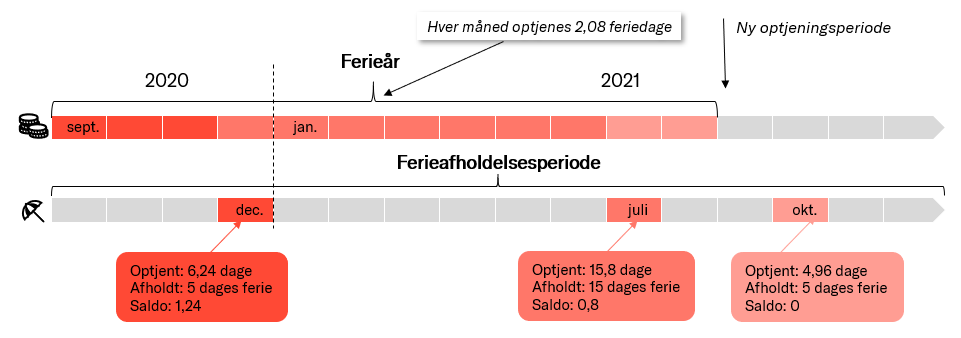 Hver måned optjenes 2,08 feriedage
Ny optjeningsperiode
Ferieår
2020
2021
sept.
jan.
Ferieafholdelsesperiode
dec.
juli
okt.
Optjent: 6,24 dage
Afholdt: 5 dages ferie
Saldo: 1,24
Optjent: 15,8 dage
Afholdt: 15 dages ferie
Saldo: 0,8
Optjent: 4,96 dage
Afholdt: 5 dages ferie
Saldo: 0